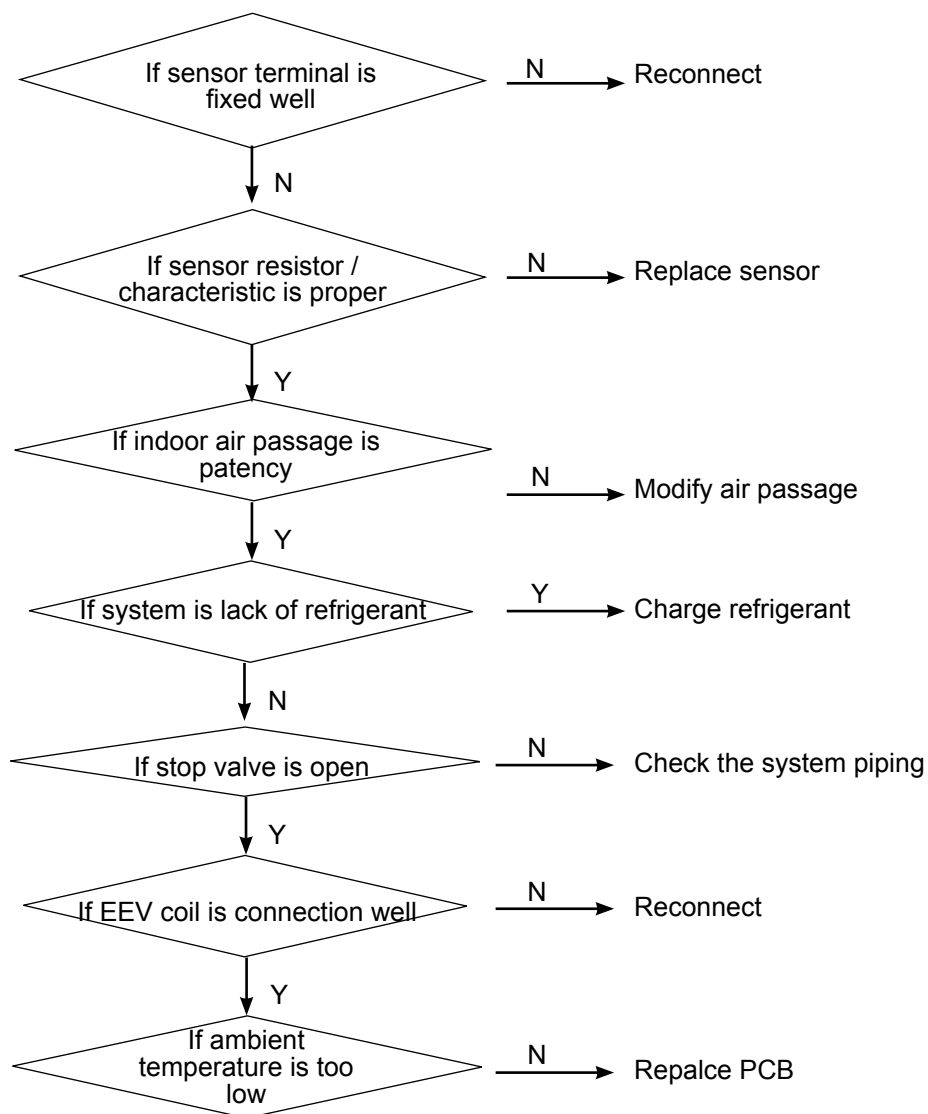 If sensor terminal is
fixed well
N
Reconnect
N
If sensor resistor /
characteristic is proper
N
Replace sensor
Y
If indoor air passage is
patency
N
Modify air passage
Y
If system is lack of refrigerant
Y
Charge refrigerant
N
If stop valve is open
N
Check the system piping
Y
If EEV coil is connection well
N
Reconnect
Y
If ambient
temperature is too
low
N
Repalce PCB